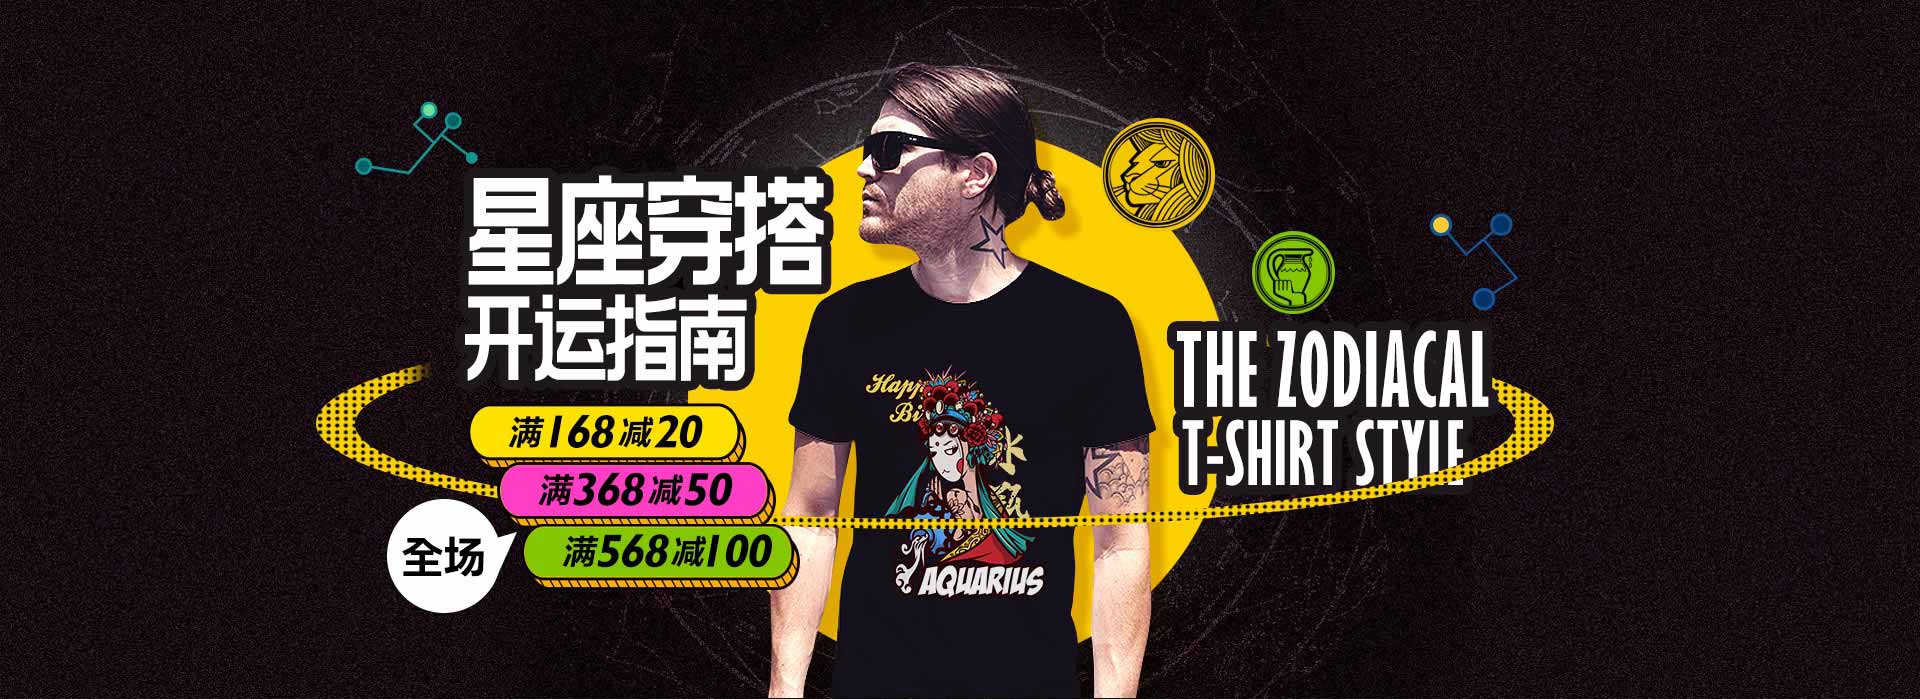 星座穿搭
开运指南
满168减20
满368减50
满568减100
全场
THE ZODIACAL
T-SHIRT STYLE
水
AQUARIUS